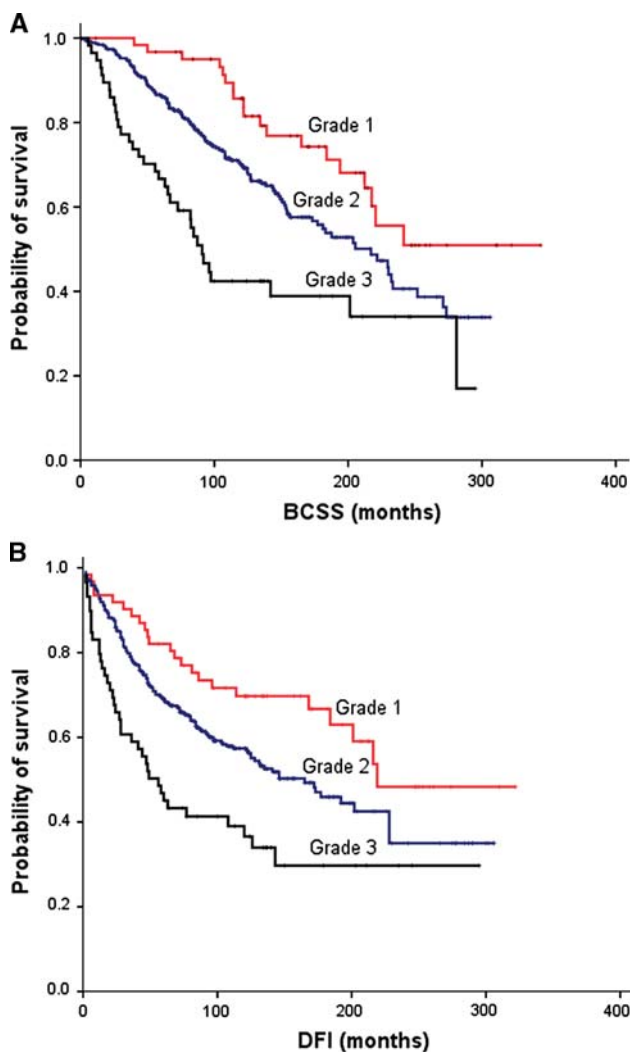 A
Probability of survival
1.0
0.8
0.6
0.4
0.2
0.0
Grade 1
Grade 2
Grade 3
0 100 200 300 400
BCSS (months)
B
Probability of survival
1.0
0.8
0.6
0.4
0.2
0.0
Grade 1
Grade 2
Grade 3
0 100 200 300 400
DFI (months)